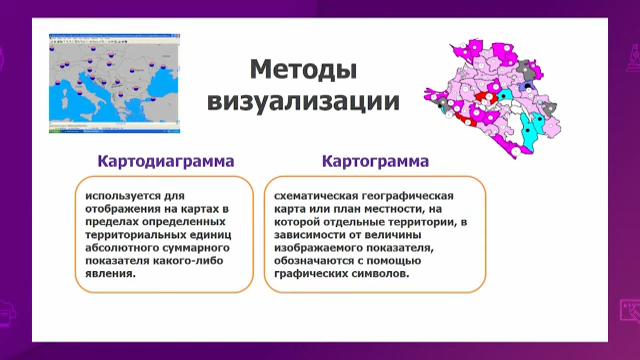 Методы
визуализации
Картодиаграмма
используется для
отображения на картах в
пределах определенных
территориальных единиц
абсолютного суммарного
показателя какого-либо
явления.
Картограмма
схематическая географическая
карта или план местности, на
которой отдельные территории, в
зависимости от величины
изображаемого показателя,
обозначаются с помощью
графических символов.